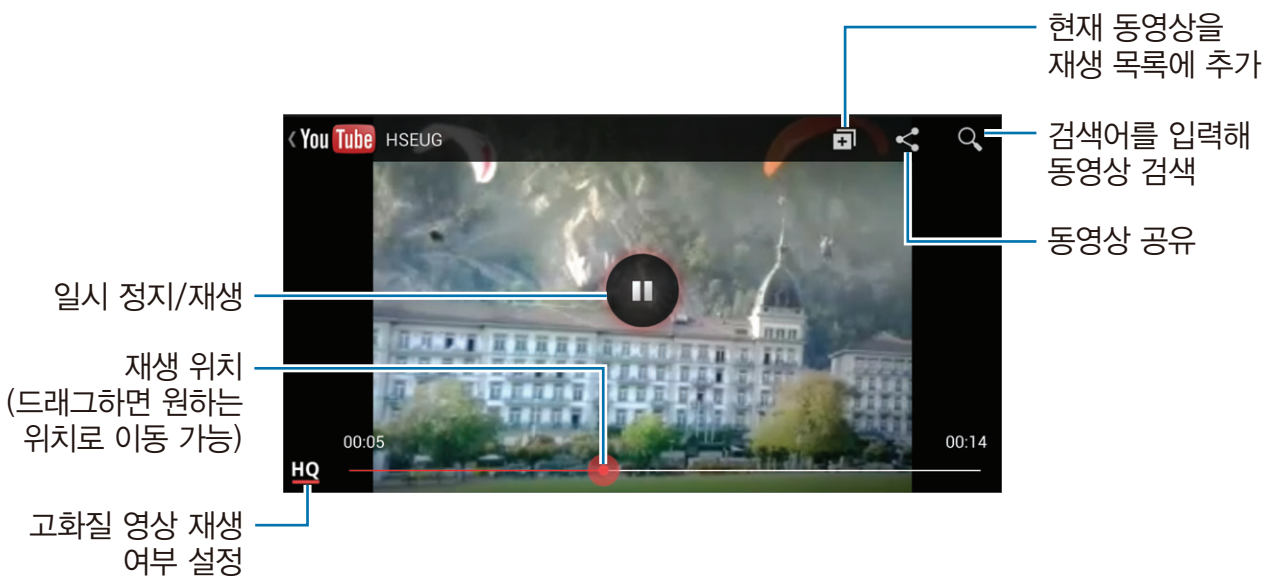 현재 동영상을
재생 목록에 추가
YouTube HSEUG
검색어를 입력해
동영상 검색
동영상 공유
일시 정지/재생
재생 위치
(드래그하면 원하는
위치로 이동 가능)
00:05
00:14
HQ
고화질 영상 재생
여부 설정